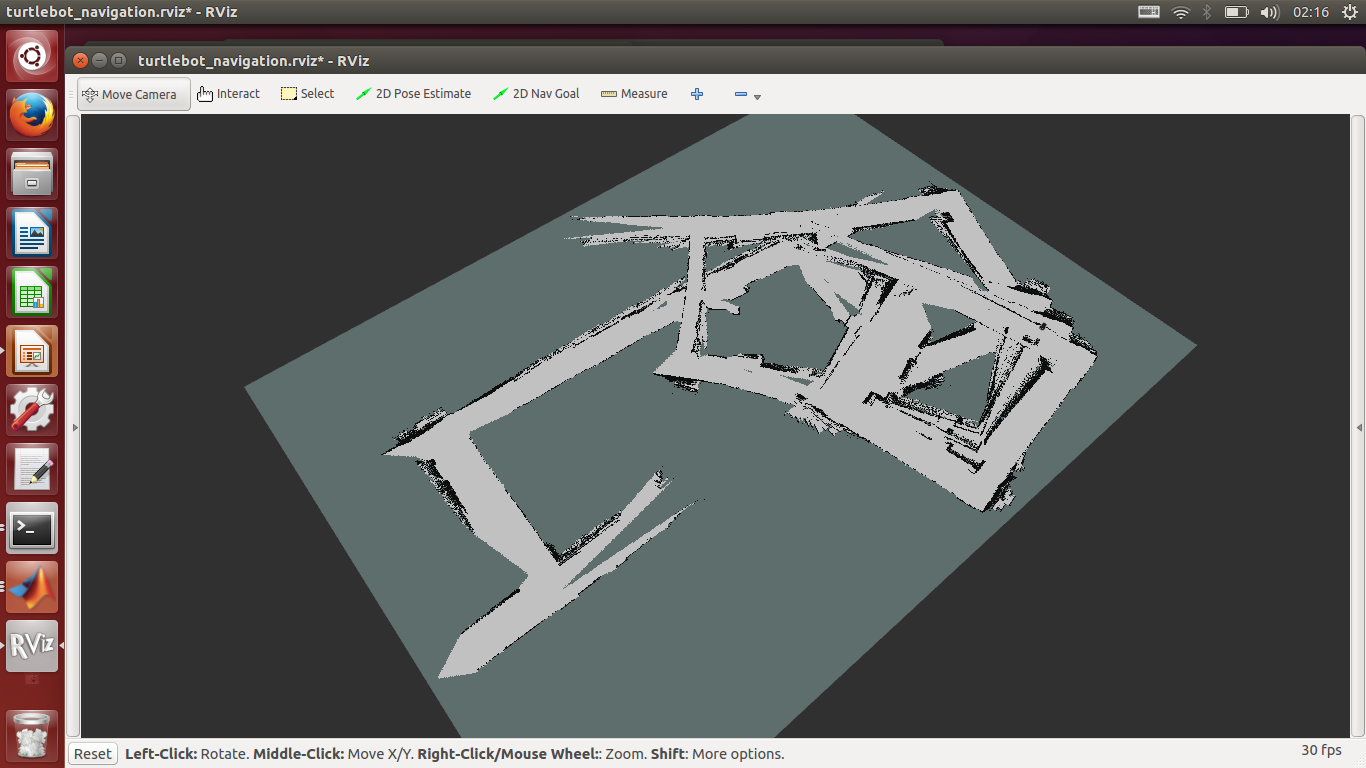 turtlebot_navigation.rviz* - RViz
02:16
turtlebot_navigation.rviz* - RViz
Move Camera
Interact
Select
2D Pose Estimate
2D Nav Goal
Measure
RViz
Reset
Left-Click: Rotate. Middle-Click: Move X/Y. Right-Click/Mouse Wheel:: Zoom. Shift: More options.
30 fps